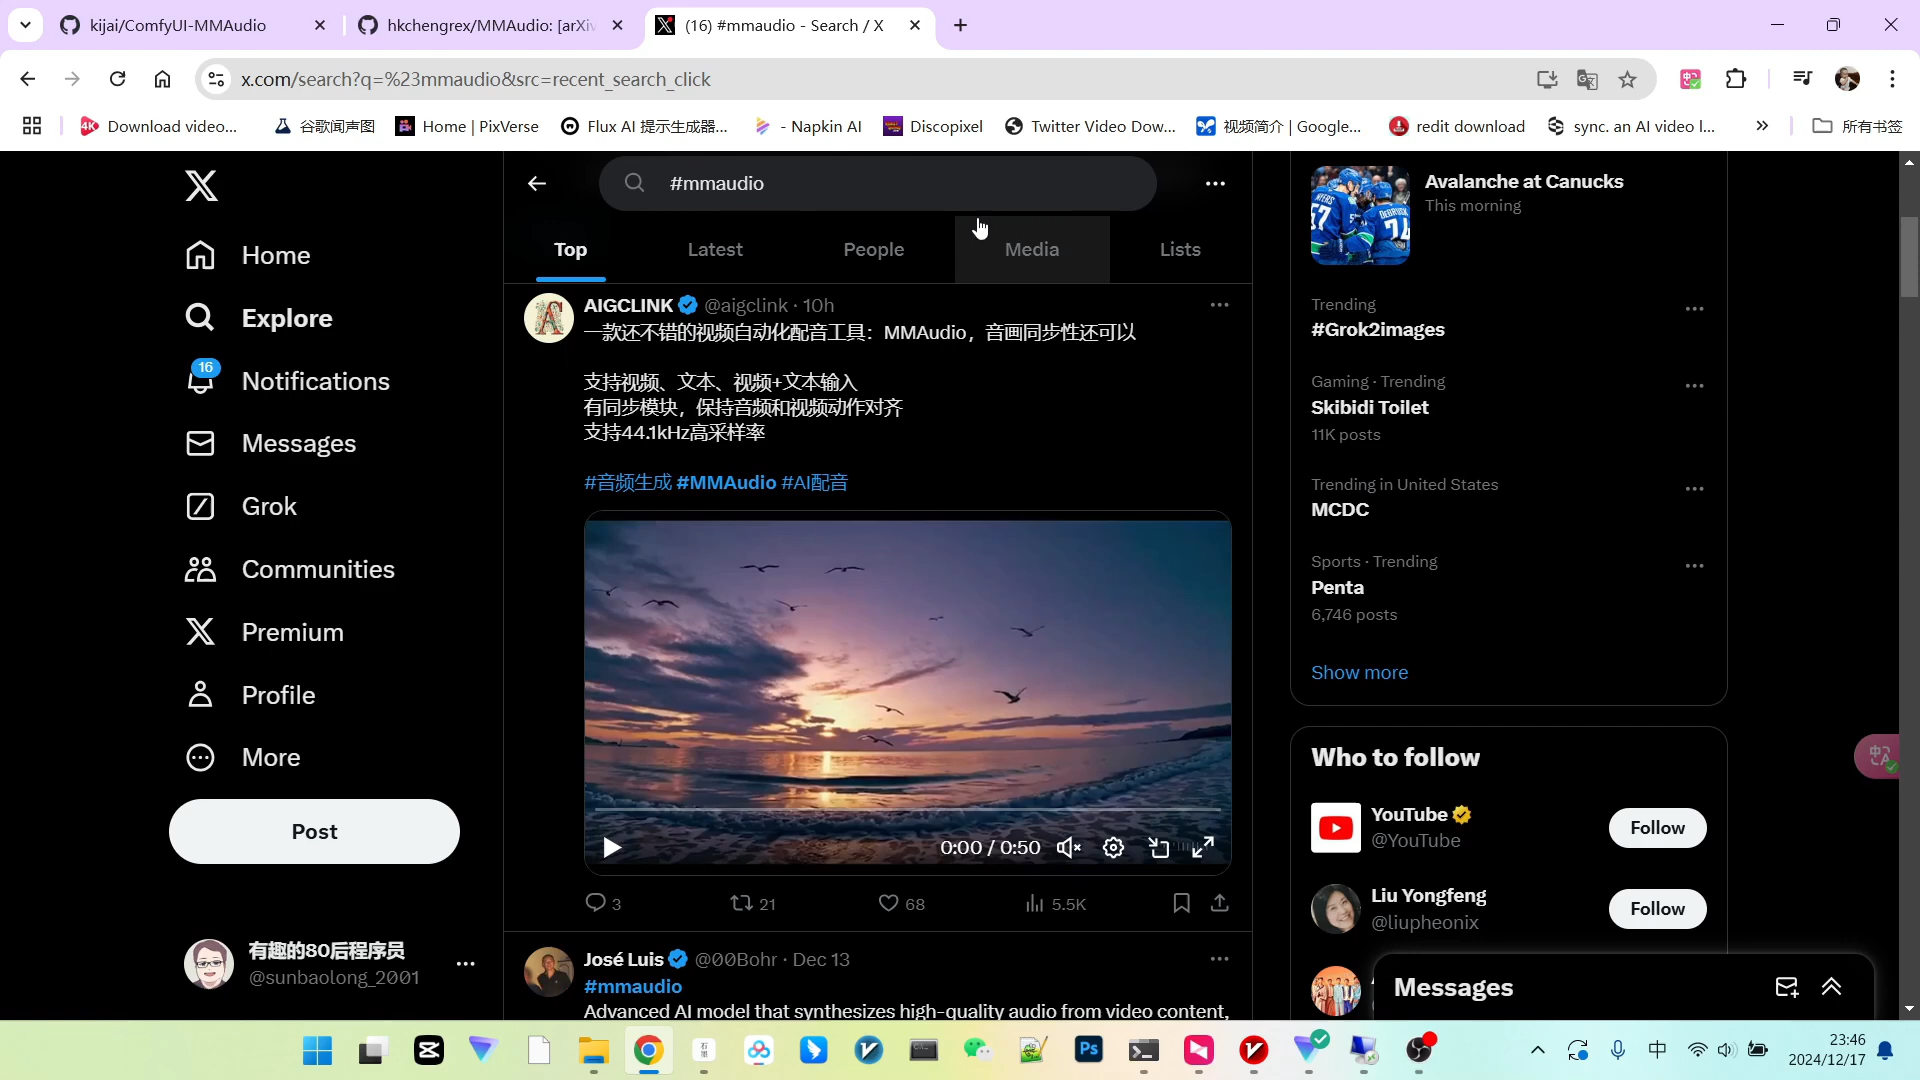 kijai/ComfyUI-MMAudio
hkchengrex/MMAudio: [arXiv
(16) #mmaudio - Search / X
x.com/search?q=%23mmaudio&src=recent_search_click
Download video...
谷歌闻声图
Home | PixVerse
Flux AI 提示生成器...
- Napkin AI
Discopixel
Twitter Video Dow...
视频简介 | Google...
redit download
sync. an AI video l...
所有书签
Home
Explore
16
Notifications
Messages
Grok
Communities
Premium
Profile
More
Post
有趣的80后程序员
@sunbaolong_2001
#mmaudio
Top
Latest
People
Media
Lists
AIGCLINK @aigclink · 10h
一款还不错的视频自动化配音工具：MMAudio，音画同步性还可以
支持视频、文本、视频+文本输入
有同步模块，保持音频和视频动作对齐
支持44.1kHz高采样率
#音频生成 #MMAudio #AI配音
0:00 / 0:50
3
21
68
5.5K
José Luis @00Bohr · Dec 13
#mmaudio
Advanced AI model that synthesizes high-quality audio from video content,
Avalanche at Canucks
This morning
Trending
#Grok2images
Gaming · Trending
Skibidi Toilet
11K posts
Trending in United States
MCDC
Sports · Trending
Penta
6,746 posts
Show more
Who to follow
YouTube
@YouTube
Follow
Liu Yongfeng
@liupheonix
Follow
Messages
中
23:46
2024/12/17